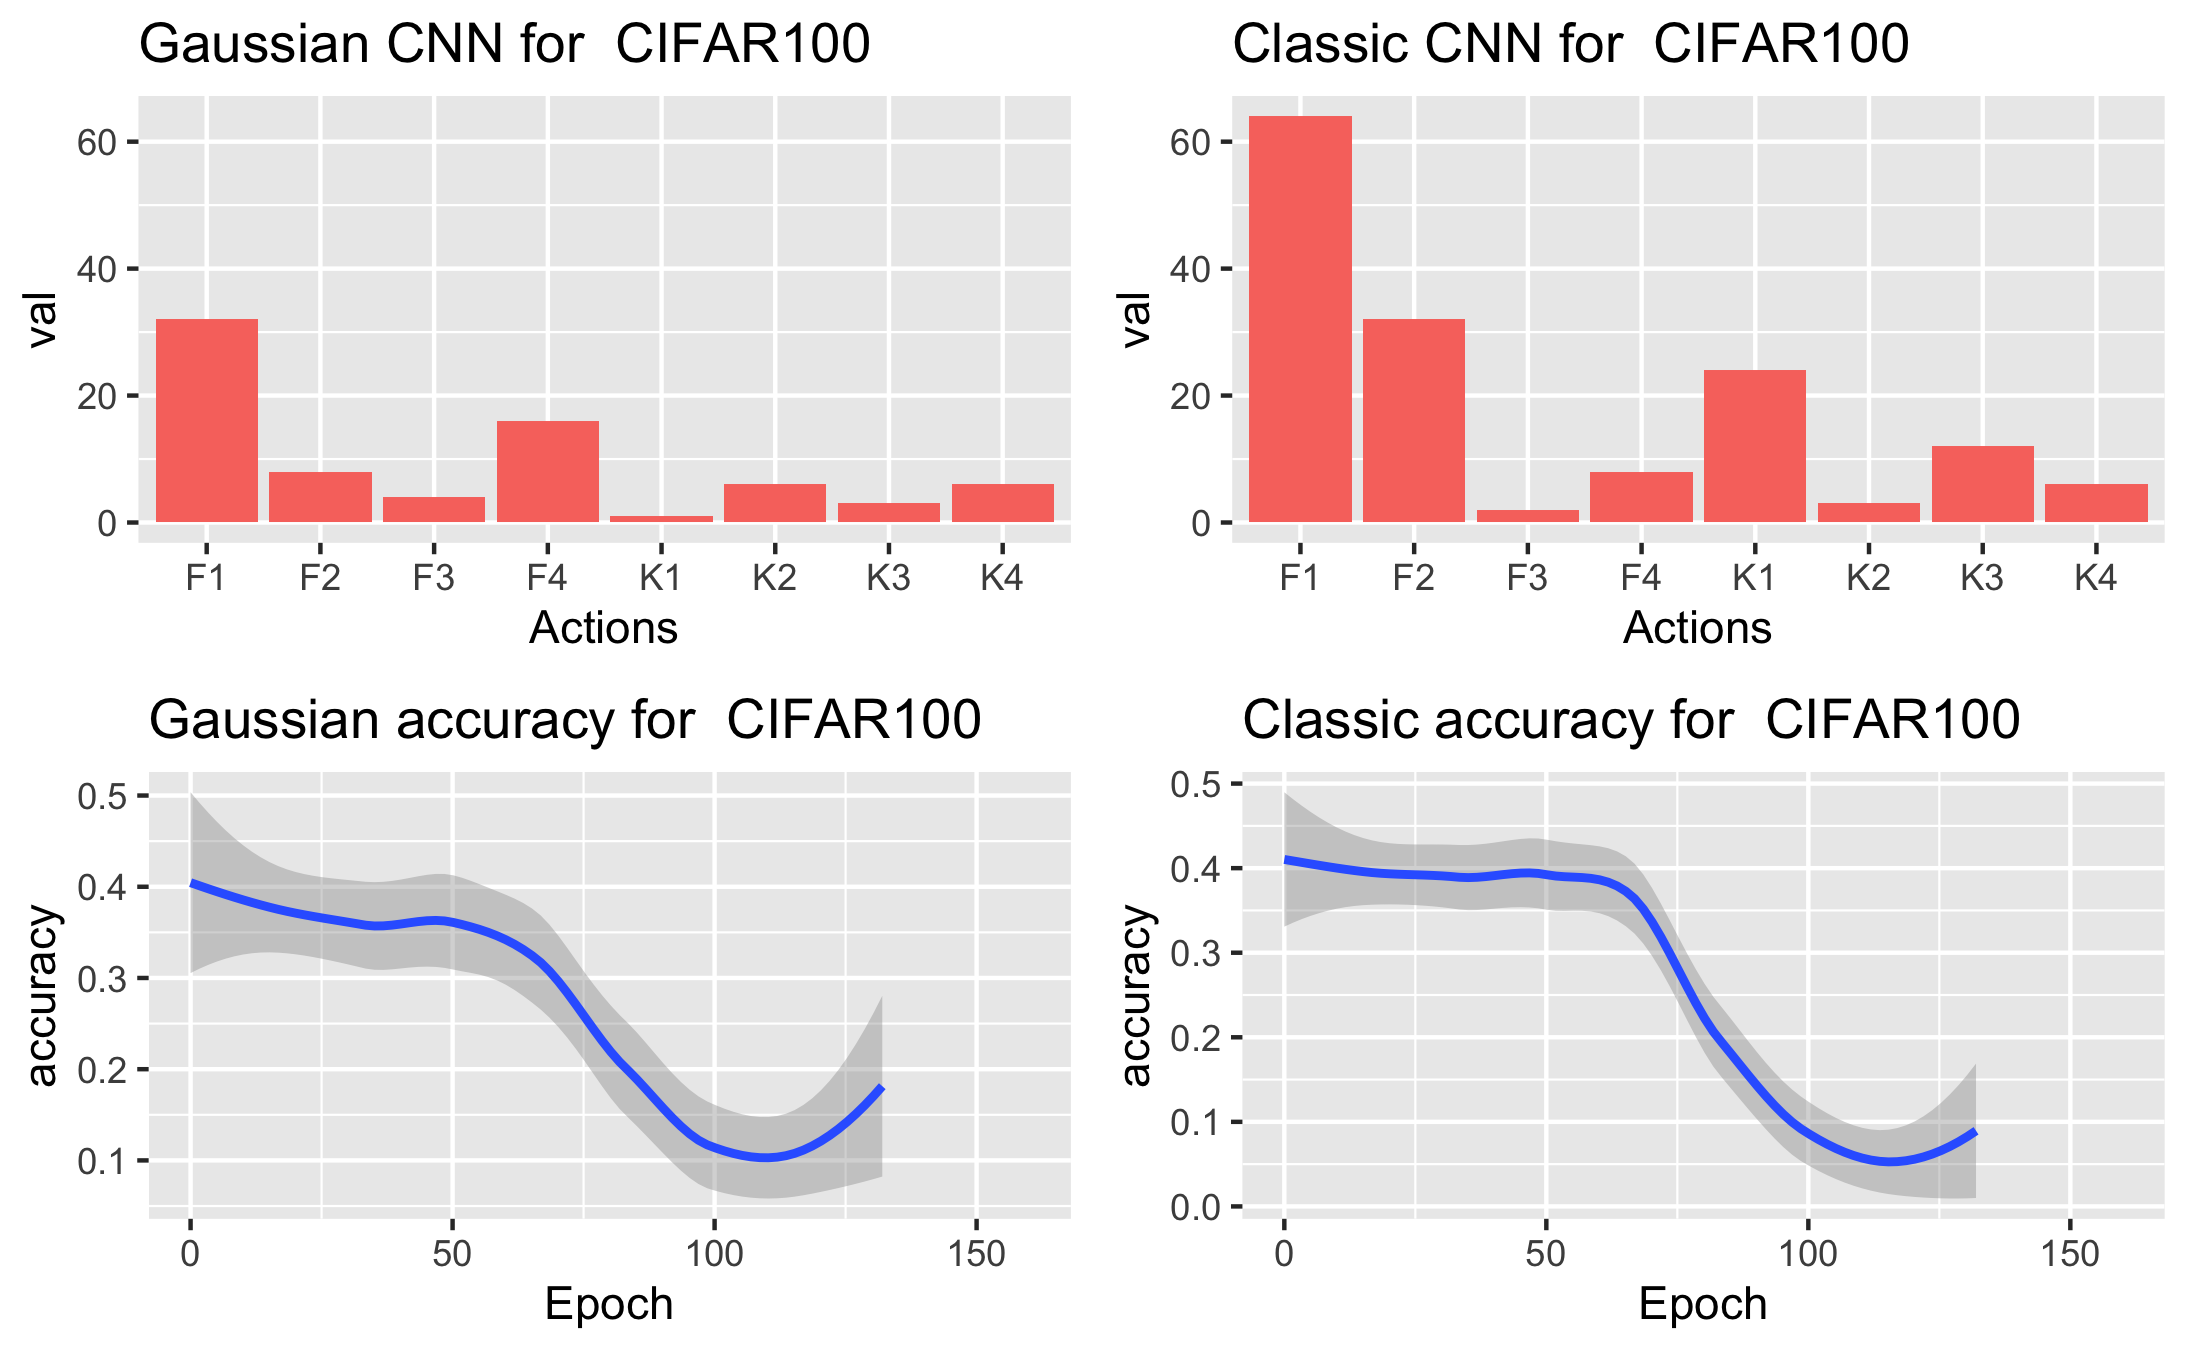 Gaussian CNN for  CIFAR100
60
40
20
0
val
F1 F2 F3 F4 K1 K2 K3 K4
Actions
Classic CNN for  CIFAR100
60
40
20
0
val
F1 F2 F3 F4 K1 K2 K3 K4
Actions
Gaussian accuracy for  CIFAR100
0.5
0.4
0.3
0.2
0.1
accuracy
0 50 100 150
Epoch
Classic accuracy for  CIFAR100
0.5
0.4
0.3
0.2
0.1
0.0
accuracy
0 50 100 150
Epoch